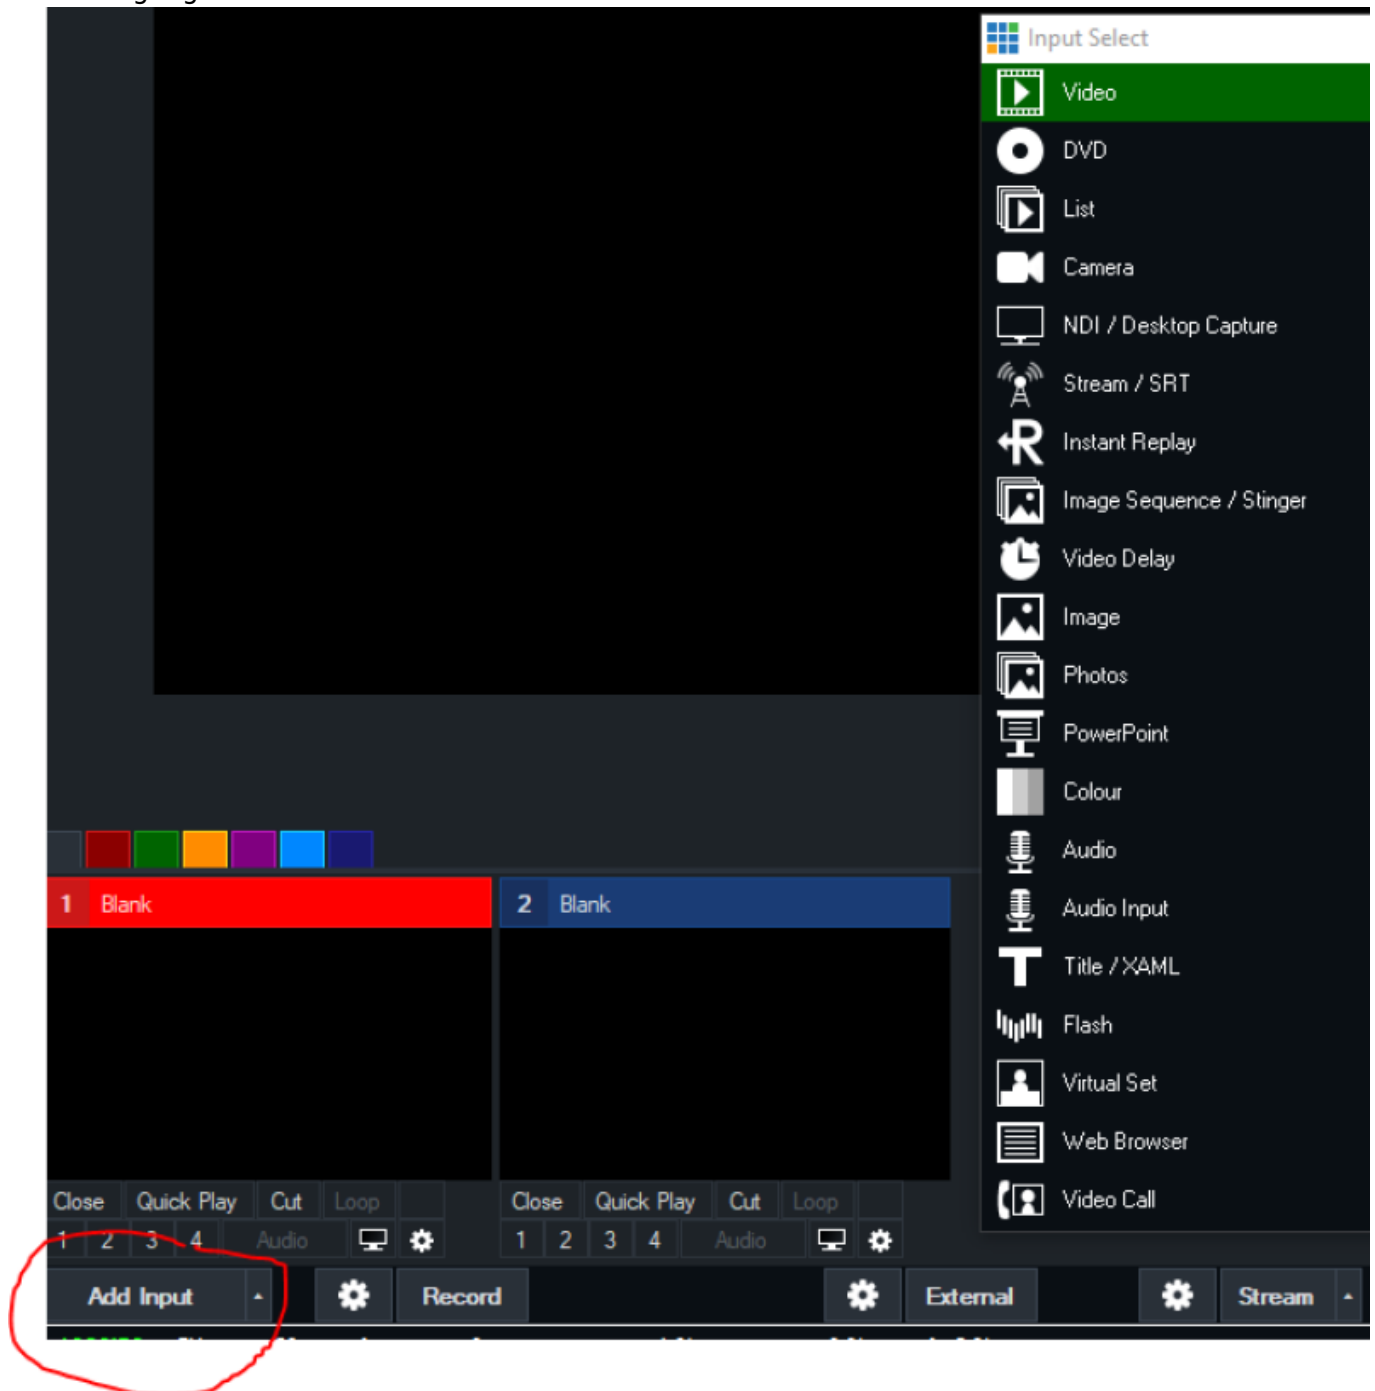 Input Select
Video
DVD
List
Camera
NDI / Desktop Capture
Stream / SRT
Instant Replay
Image Sequence / Stinger
Video Delay
Image
Photos
PowerPoint
Colour
Audio
Audio Input
Title / XAML
Flash
Virtual Set
Web Browser
Video Call
1 Blank
2 Blank
Close Quick Play Cut Loop
Close Quick Play Cut Loop
1 2 3 4 Audio
1 2 3 4 Audio
Add Input Record External Stream